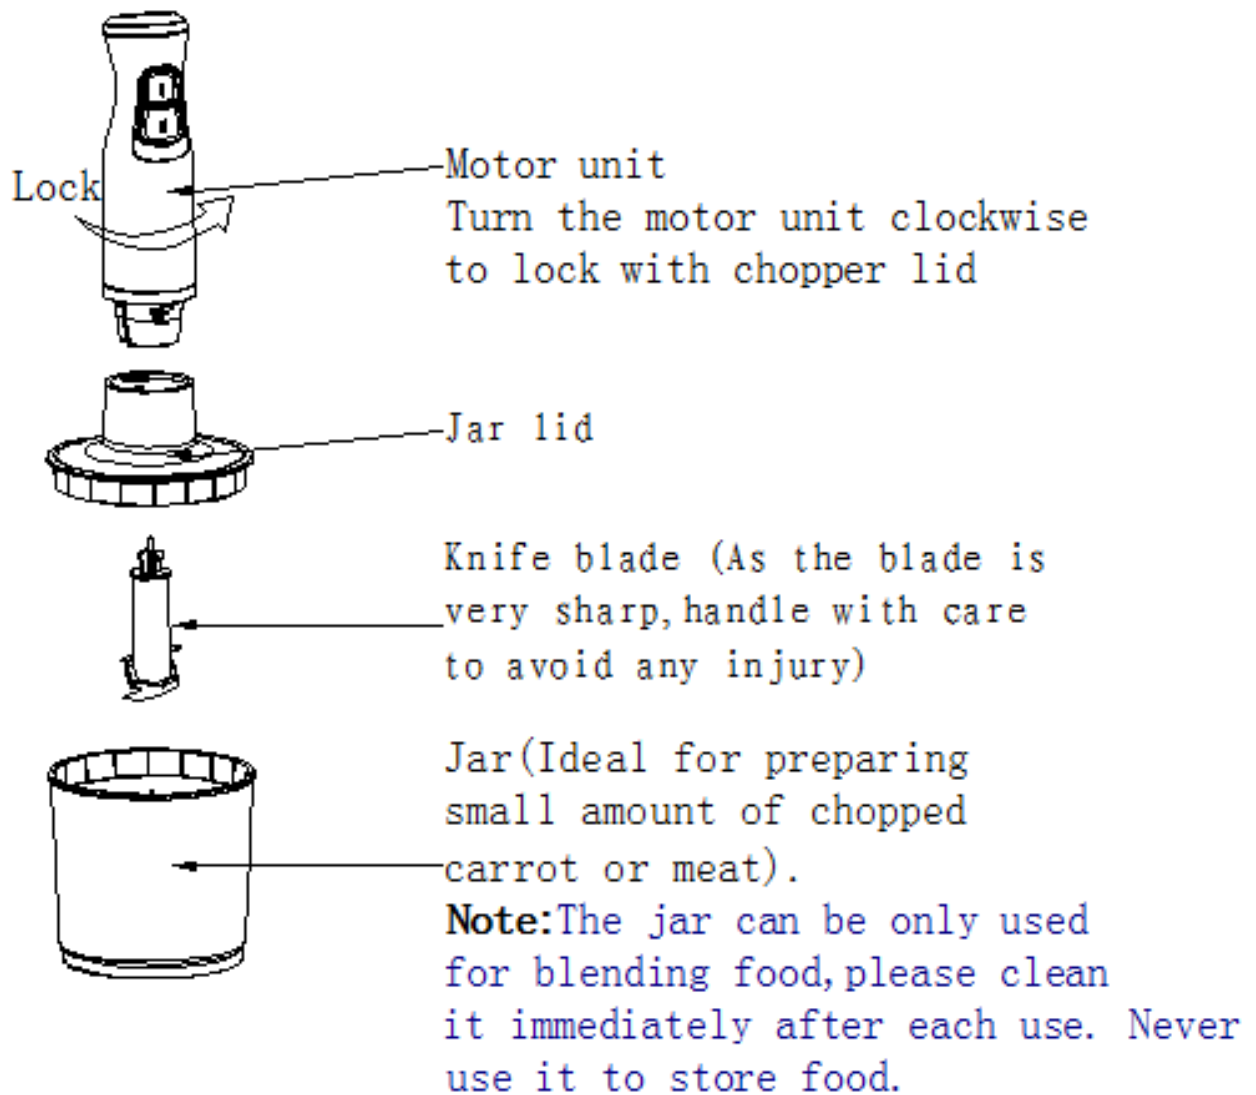 Lock
Motor unit
Turn the motor unit clockwise
to lock with chopper lid
Jar lid
Knife blade (As the blade is
very sharp,handle with care
to avoid any injury)
Jar(Ideal for preparing
small amount of chopped
carrot or meat).
Note:The jar can be only used
for blending food,please clean
it immediately after each use. Never
use it to store food.